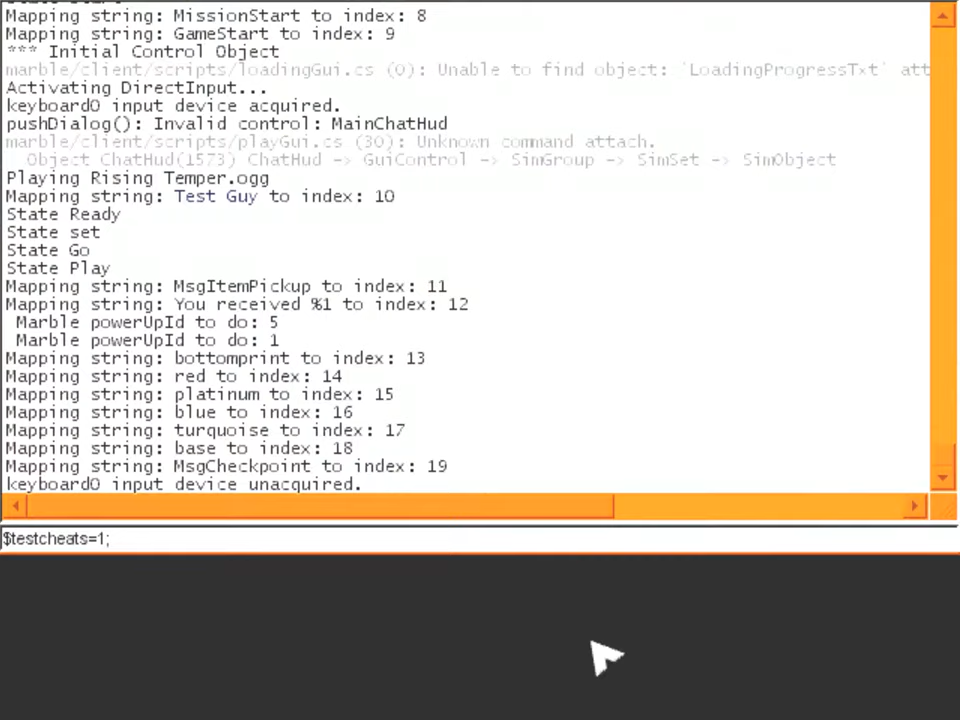 Mapping string: MissionStart to index: 8
Mapping string: GameStart to index: 9
*** Initial Control Object
marble/client/scripts/loadingGui.cs (0): Unable to find object: `LoadingProgressTxt` att
Activating DirectInput...
keyboard0 input device acquired.
pushDialog(): Invalid control: MainChatHud
marble/client/scripts/playGui.cs (30): Unknown command attach.
  Object ChatHud(1573) ChatHud -> GuiControl -> SimGroup -> SimSet -> SimObject
Playing Rising Temper.ogg
Mapping string: Test Guy to index: 10
State Ready
State set
State Go
State Play
Mapping string: MsgItemPickup to index: 11
Mapping string: You received %1 to index: 12
 Marble powerUpId to do: 5
 Marble powerUpId to do: 1
Mapping string: bottomprint to index: 13
Mapping string: red to index: 14
Mapping string: platinum to index: 15
Mapping string: blue to index: 16
Mapping string: turquoise to index: 17
Mapping string: base to index: 18
Mapping string: MsgCheckpoint to index: 19
keyboard0 input device unacquired.
$testcheats=1;